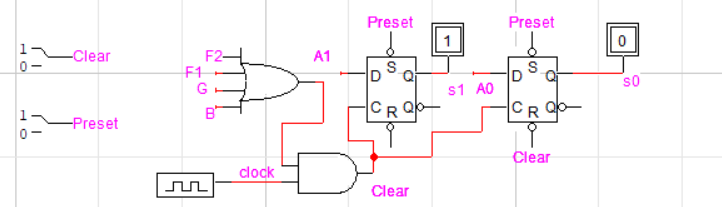 Preset
Preset
1
0
1
0
Clear
F2
A1
F1
G
B
D
S
Q
C
R
Q
s1
A0
D
S
Q
C
R
Q
s0
1
0
Preset
clock
Clear
Clear